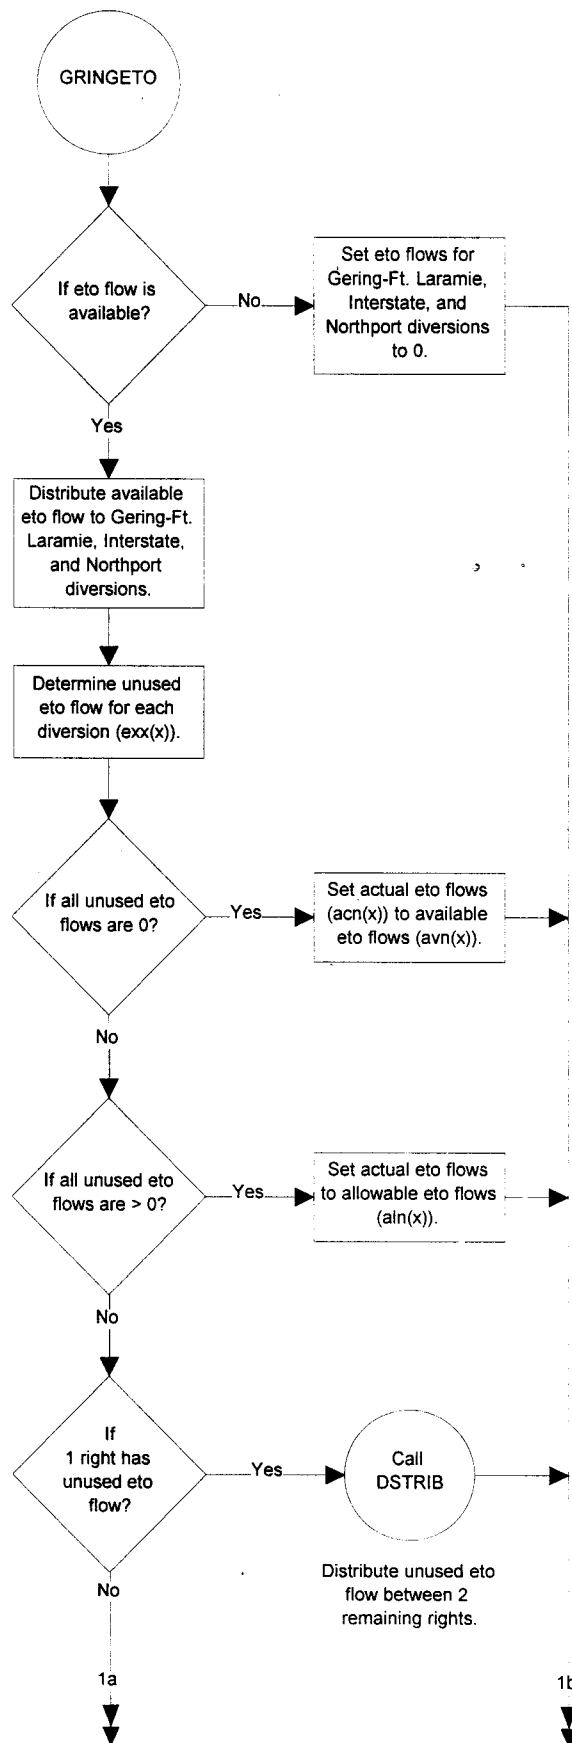 GRINGETO
If eto flow is
available?
No
Set eto flows for
Gering-Ft. Laramie,
Interstate, and
Northport diversions
to 0.
Yes
Distribute available
eto flow to Gering-Ft.
Laramie, Interstate,
and Northport
diversions.
Determine unused
eto flow for each
diversion (exx(x)).
If all unused eto
flows are 0?
Yes
Set actual eto flows
(acn(x)) to available
eto flows (avn(x)).
No
If all unused eto
flows are > 0?
Yes
Set actual eto flows
to allowable eto flows
(aln(x)).
No
If
1 right has
unused eto
flow?
Yes
Call
DSTRIB
Distribute unused eto
flow between 2
remaining rights.
No
1a
1b